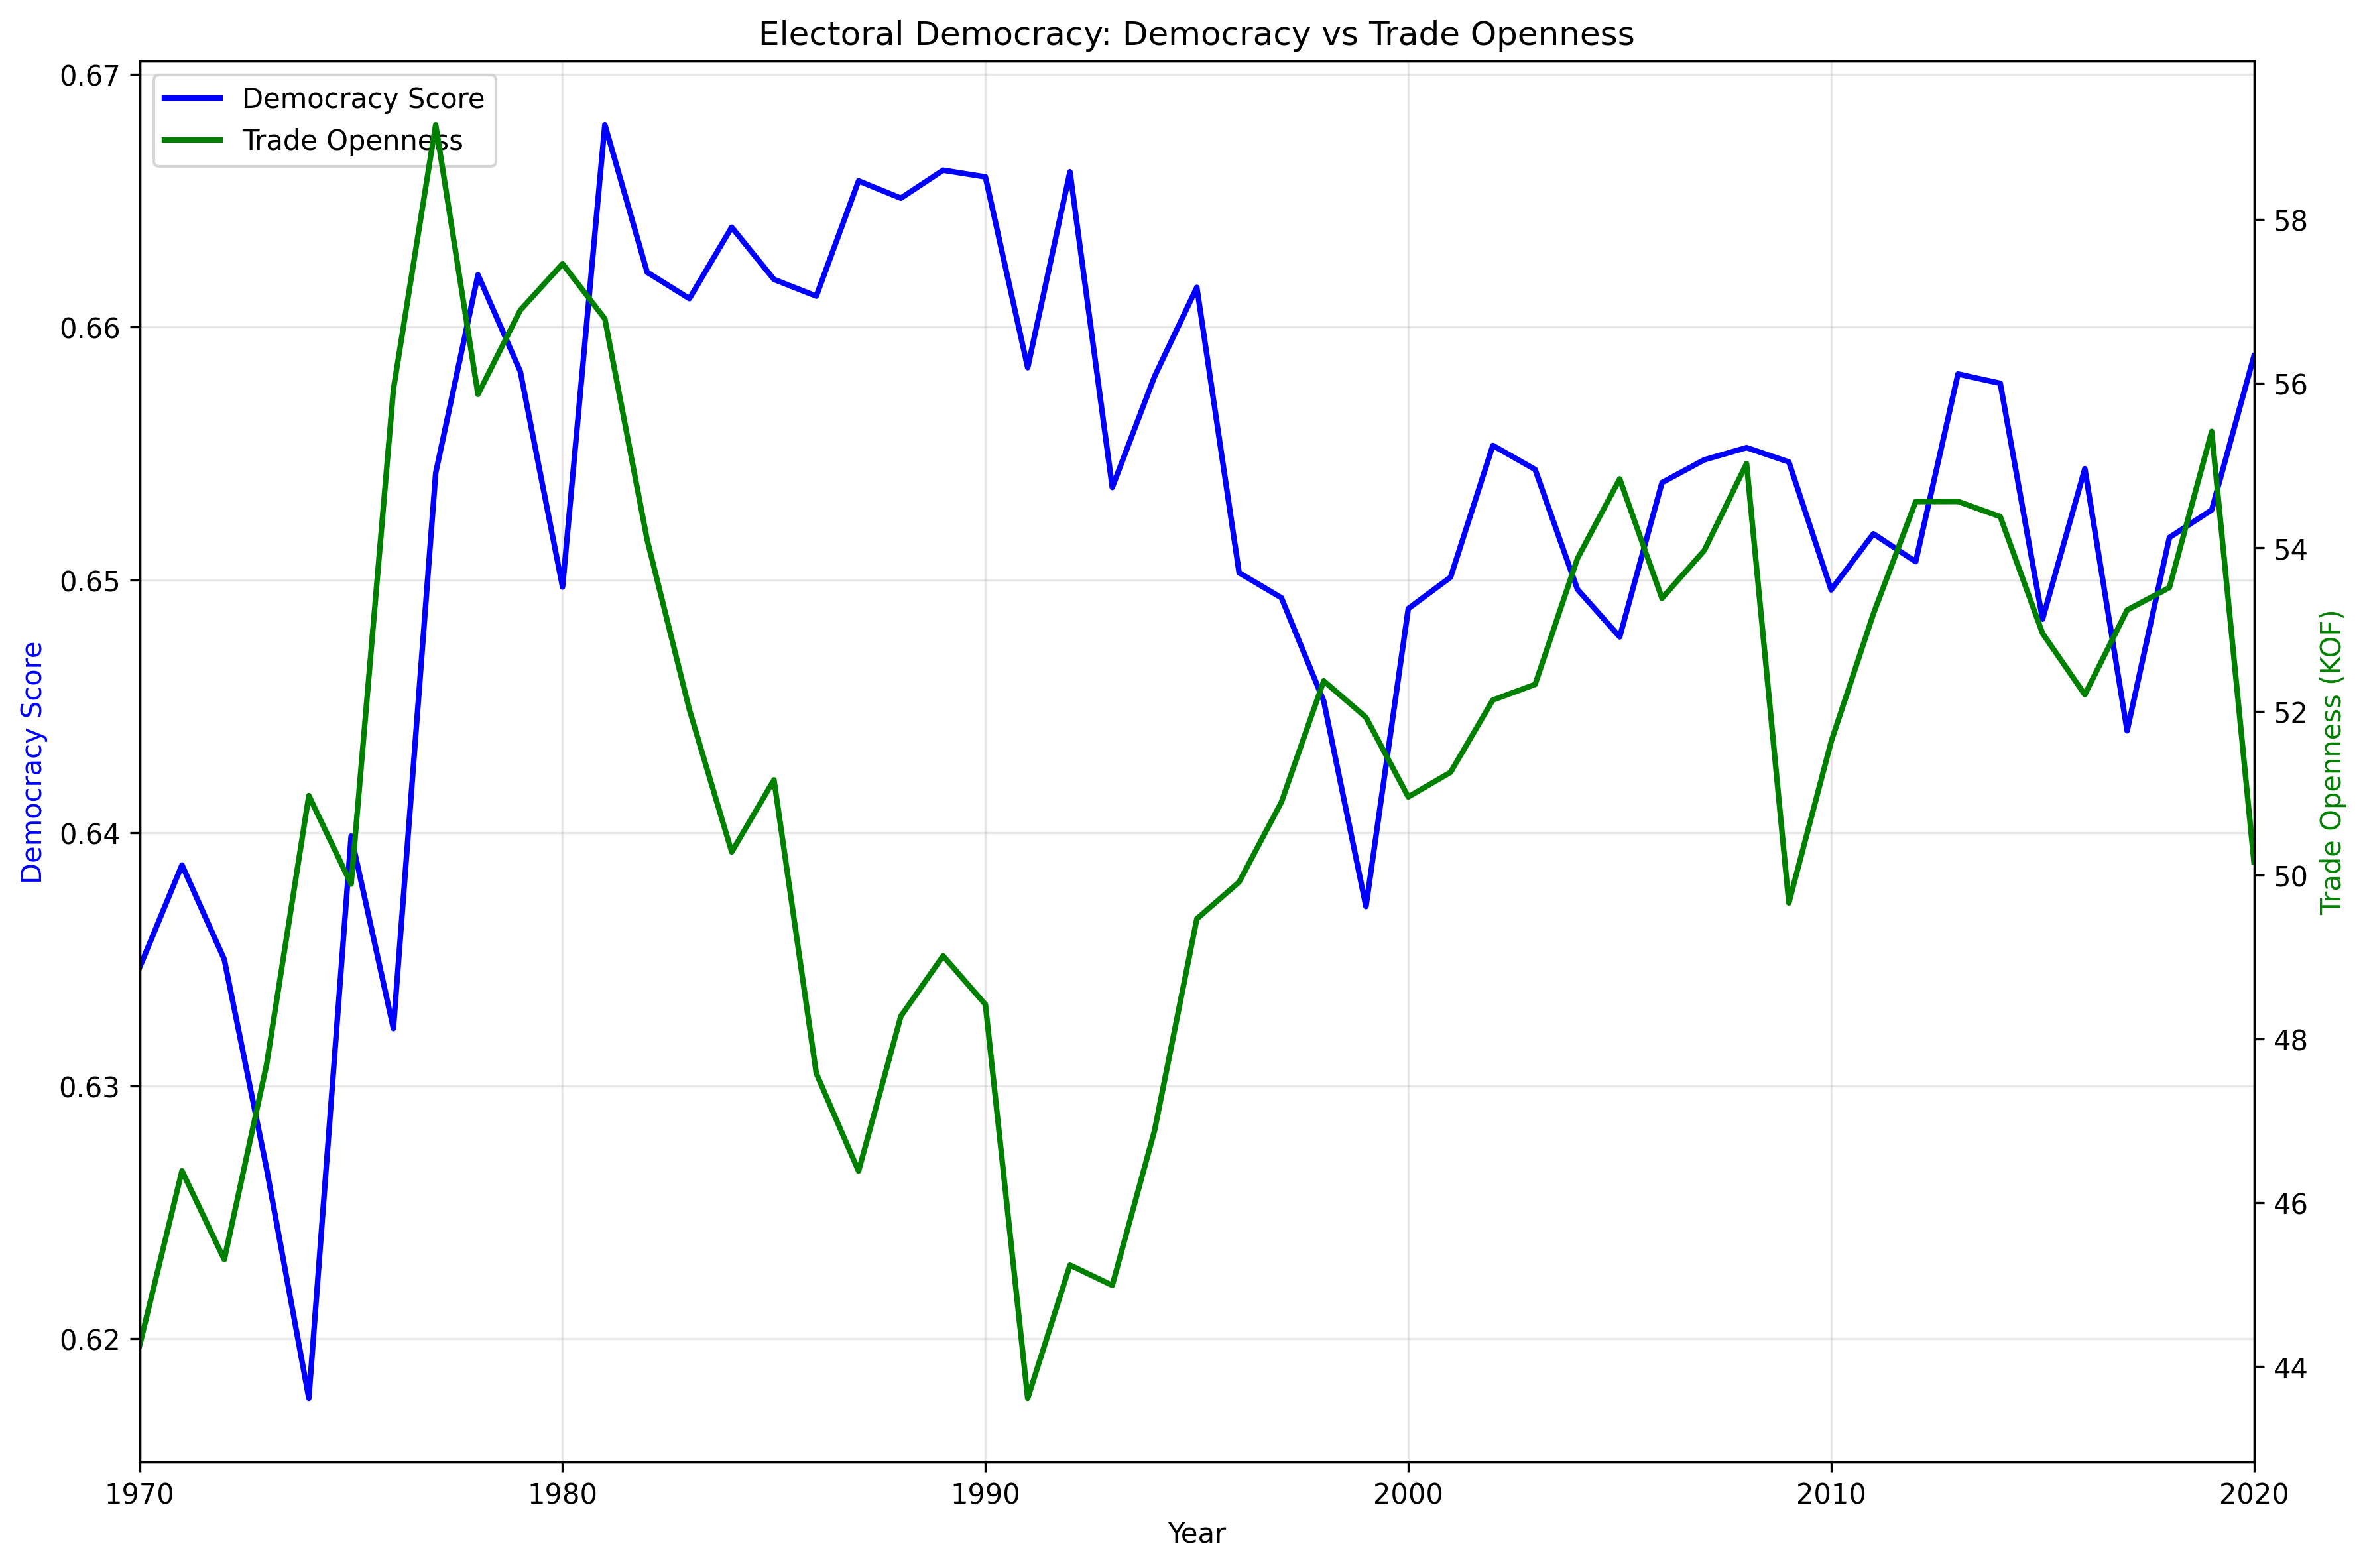 Electoral Democracy: Democracy vs Trade Openness
Democracy Score
Trade Openness
0.67
0.66
0.65
0.64
0.63
0.62
Democracy Score
58
56
54
52
50
48
46
44
Trade Openness (KOF)
1970 1980 1990 2000 2010 2020
Year